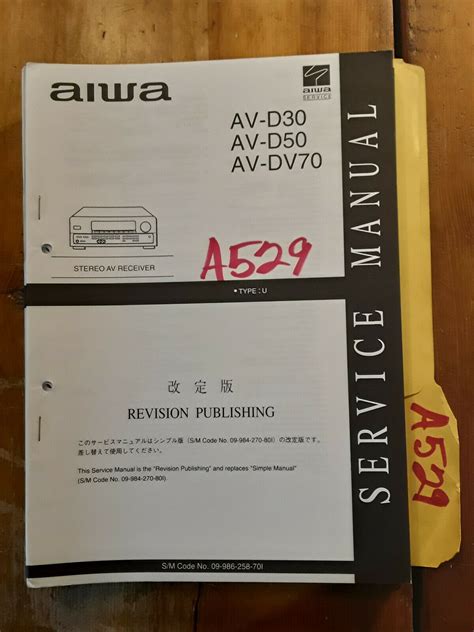 aiwa
aiwa
SERVICE
AV-D30
AV-D50
AV-DV70
STEREO AV RECEIVER
A529
▪ TYPE : U
改定版
REVISION PUBLISHING
このサービスマニュアルはシンプル版 (S/M Code No. 09-984-270-80I) の改定版です。
差し替えて使用してください。
This Service Manual is the "Revision Publishing" and replaces "Simple Manual"
(S/M Code No. 09-984-270-80I).
S/M Code No. 09-986-258-70I
SERVICE MANUAL
A529